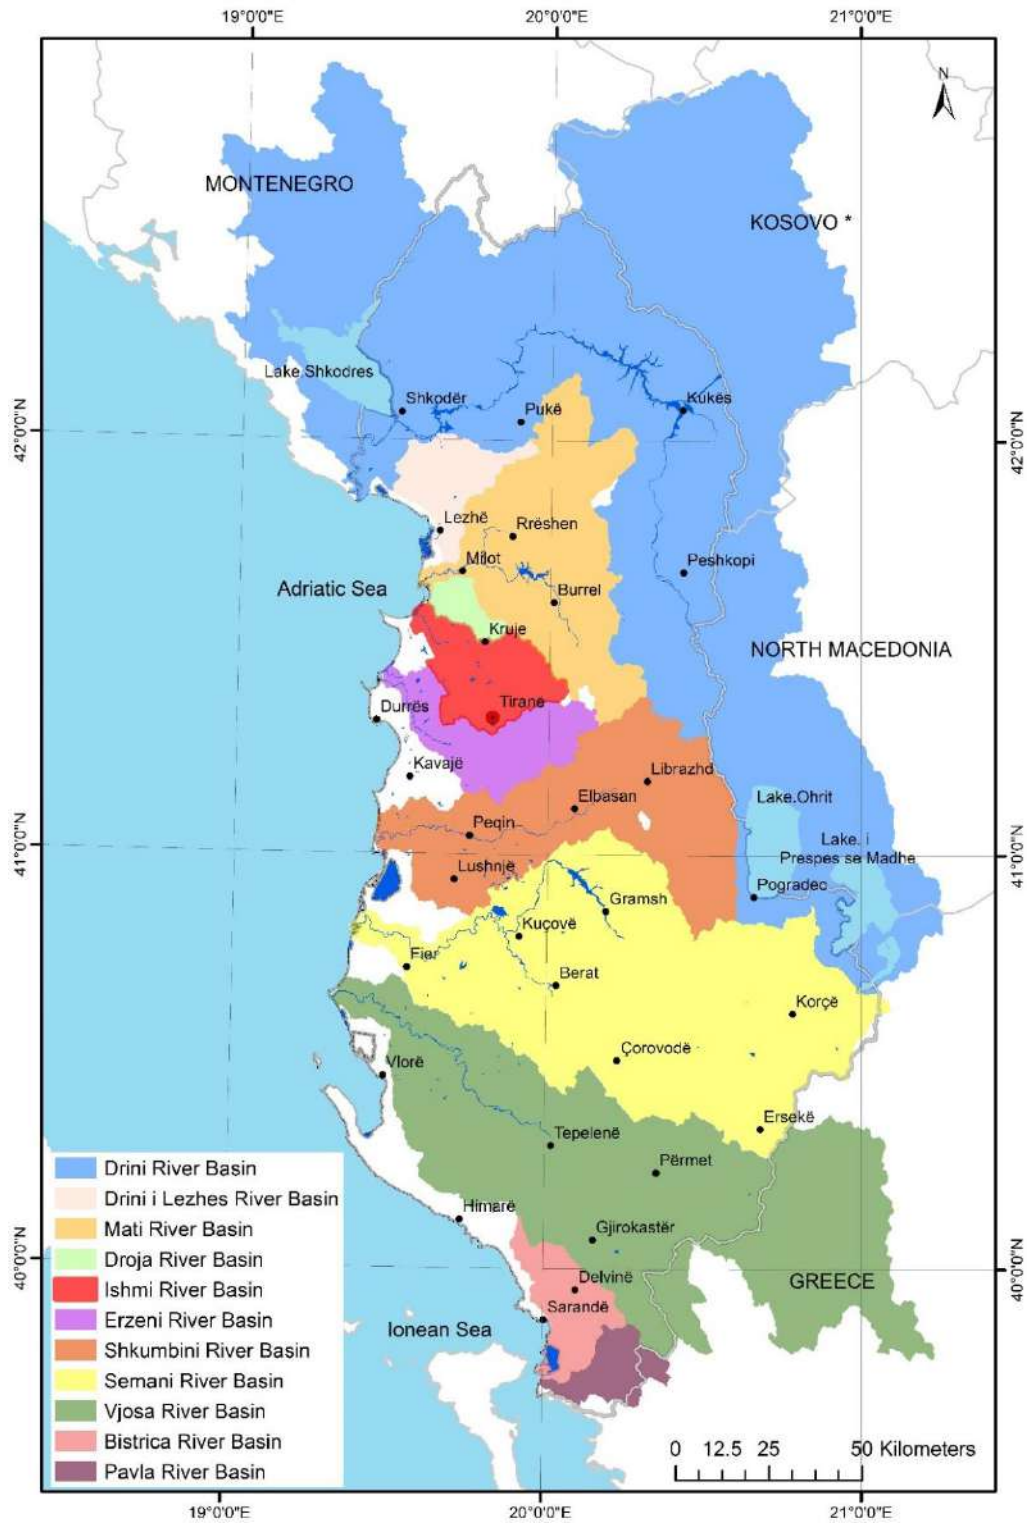 19°0'0"E
20°0'0"E
21°0'0"E
N
MONTENEGRO
KOSOVO *
Lake Shkodres
Shkodër
Pukë
Kukës
42°0'0"N
42°0'0"N
Lezhë
Rrëshen
Milot
Peshkopi
Adriatic Sea
Burrel
Kruje
NORTH MACEDONIA
Tiranë
Durrës
Kavajë
Librazhd
Elbasan
Lake.Ohrit
Peqin
Lake. i
Prespes se Madhe
41°0'0"N
41°0'0"N
Lushnjë
Pogradec
Gramsh
Kuçovë
Fier
Berat
Korçë
Çorovodë
Vlorë
Ersekë
Tepelenë
Përmet
Himarë
Gjirokastër
40°0'0"N
40°0'0"N
Delvinë
GREECE
Sarandë
Ionean Sea
Drini River Basin
Drini i Lezhes River Basin
Mati River Basin
Droja River Basin
Ishmi River Basin
Erzeni River Basin
Shkumbini River Basin
Semani River Basin
Vjosa River Basin
Bistrica River Basin
Pavla River Basin
0 12.5 25 50 Kilometers
19°0'0"E
20°0'0"E
21°0'0"E